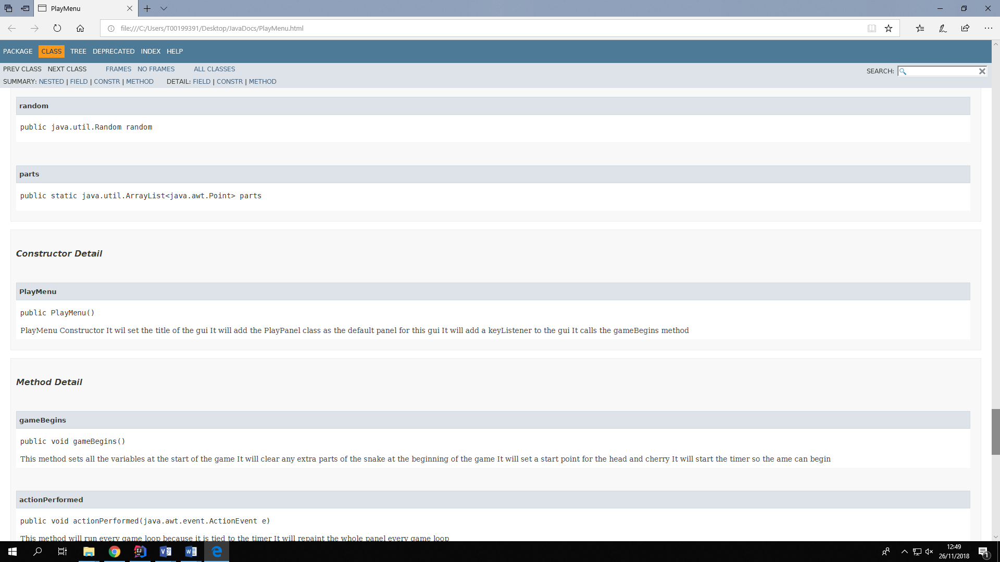 PlayMenu
file:///C:/Users/T00199391/Desktop/JavaDocs/PlayMenu.html
PACKAGE CLASS TREE DEPRECATED INDEX HELP
PREV CLASS NEXT CLASS FRAMES NO FRAMES ALL CLASSES
SEARCH:
SUMMARY: NESTED | FIELD | CONSTR | METHOD DETAIL: FIELD | CONSTR | METHOD
random
public java.util.Random random
parts
public static java.util.ArrayList<java.awt.Point> parts
Constructor Detail
PlayMenu
public PlayMenu()
PlayMenu Constructor It wil set the title of the gui It will add the PlayPanel class as the default panel for this gui It will add a keyListener to the gui It calls the gameBegins method
Method Detail
gameBegins
public void gameBegins()
This method sets all the variables at the start of the game It will clear any extra parts of the snake at the beginning of the game It will set a start point for the head and cherry It will start the timer so the ame can begin
actionPerformed
public void actionPerformed(java.awt.event.ActionEvent e)
This method will run every game loop because it is tied to the timer It will repaint the whole panel every game loop
12:49
26/11/2018
1